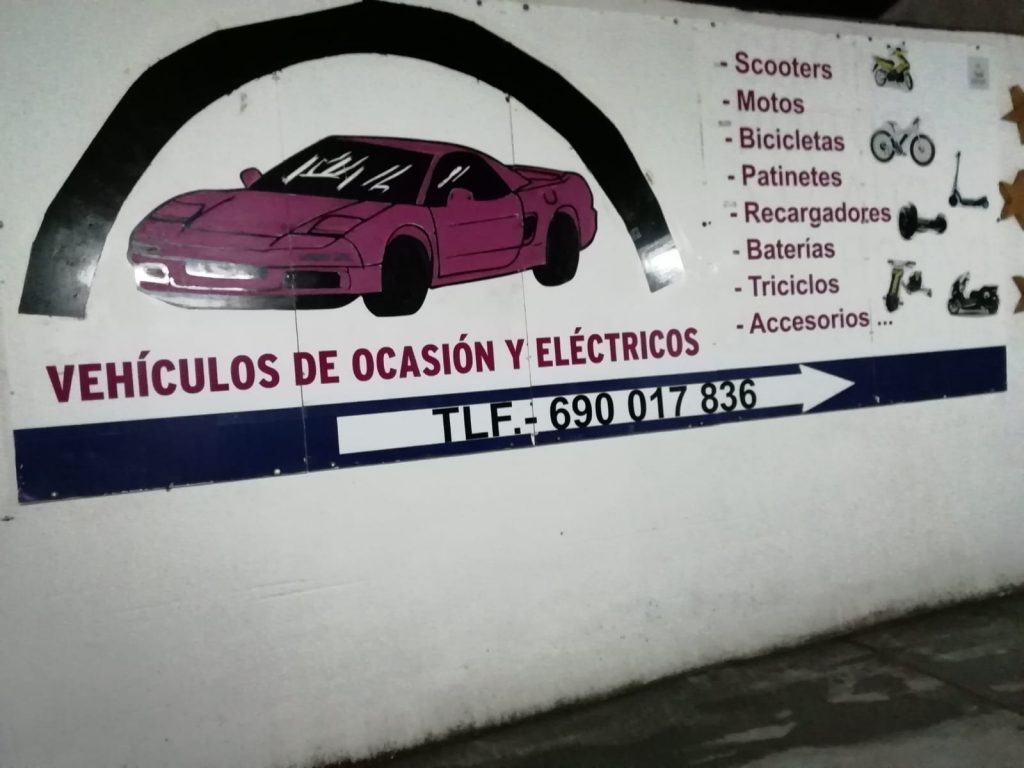 - Scooters
- Motos
- Bicicletas
- Patinetes
- Recargadores
- Baterías
- Triciclos
- Accesorios ...
VEHÍCULOS DE OCASIÓN Y ELÉCTRICOS
TLF.- 690 017 836